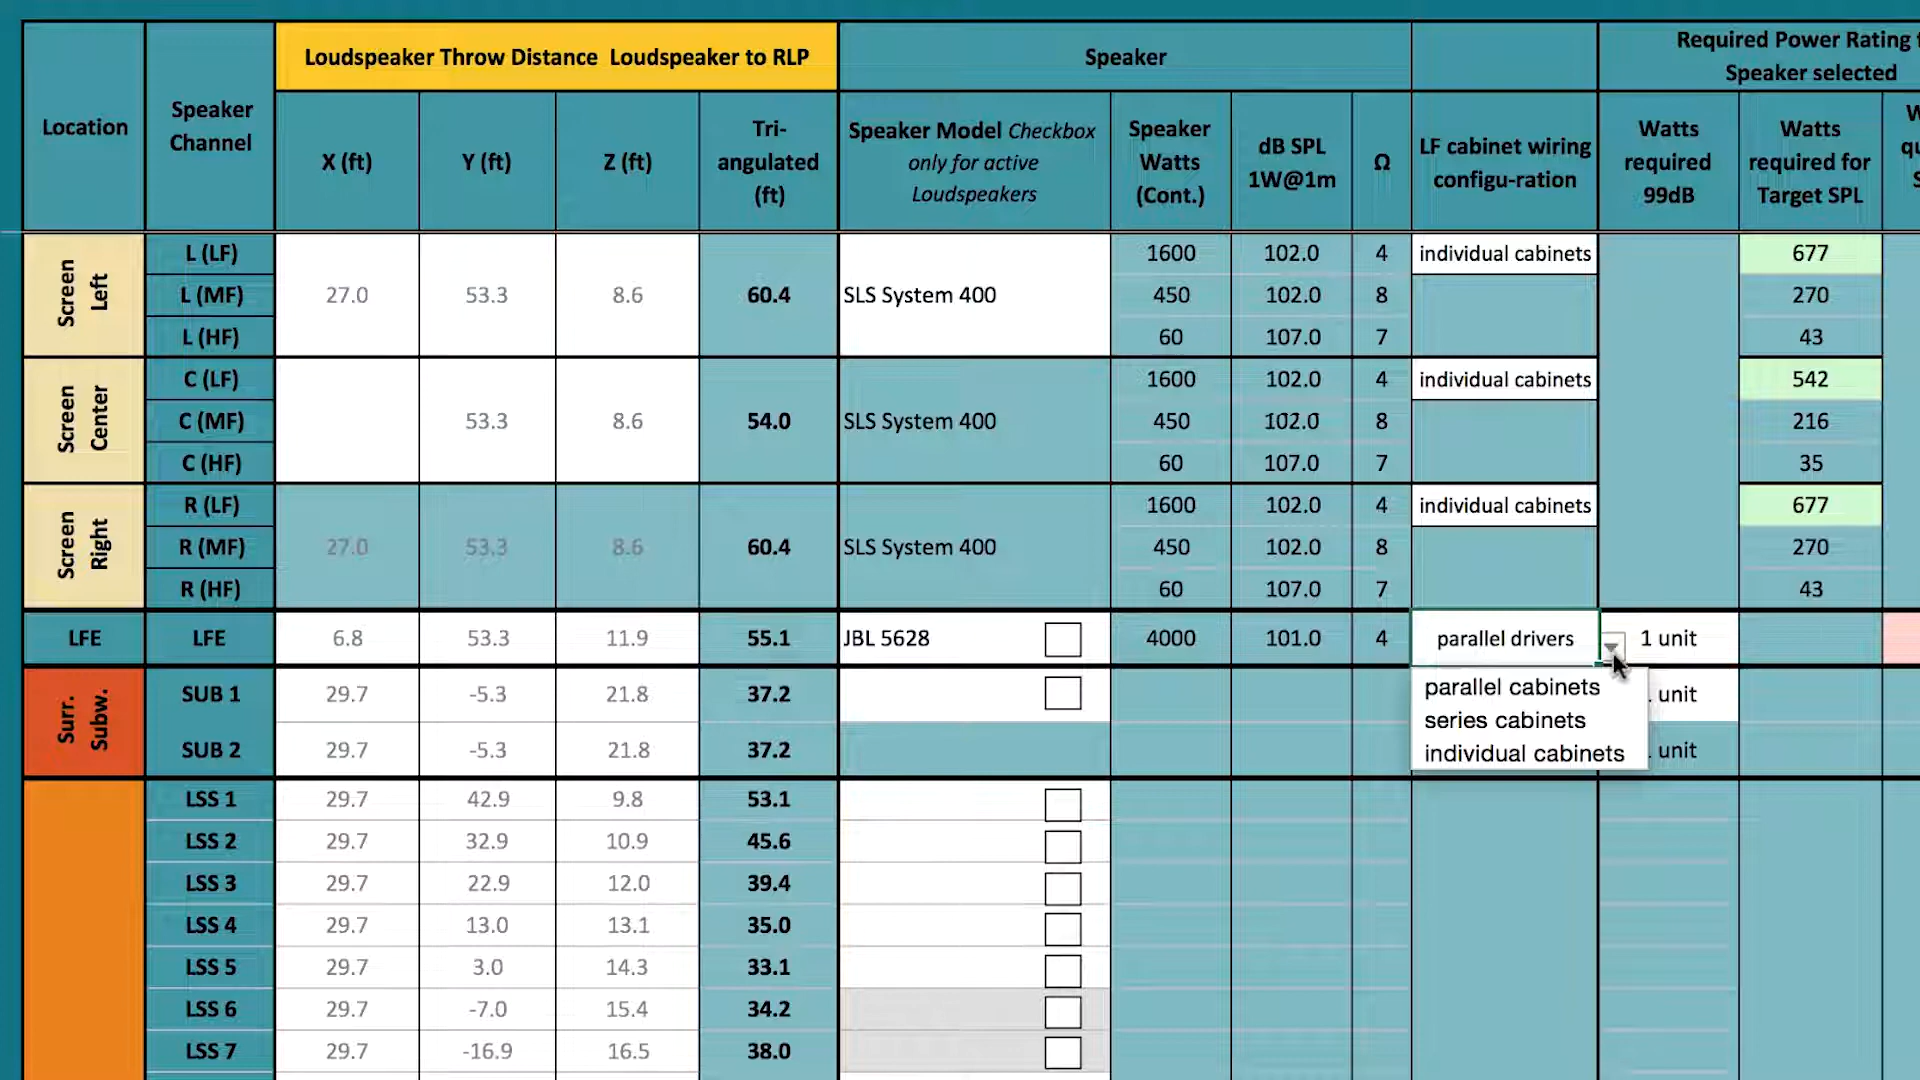 Loudspeaker Throw Distance Loudspeaker to RLP
Speaker
Required Power Rating
Speaker selected
Location
Speaker
Channel
X (ft)
Y (ft)
Z (ft)
Tri-
angulated
(ft)
Speaker Model Checkbox
only for active
Loudspeakers
Speaker
Watts
(Cont.)
dB SPL
1W@1m
Ω
LF cabinet wiring
configu-ration
Watts
required
99dB
Watts
required for
Target SPL
Screen
Left
L (LF)
1600 102.0 4 individual cabinets 677
L (MF) 27.0 53.3 8.6 60.4 SLS System 400 450 102.0 8 270
L (HF) 60 107.0 7 43
Screen
Center
C (LF) 1600 102.0 4 individual cabinets 542
C (MF) 53.3 8.6 54.0 SLS System 400 450 102.0 8 216
C (HF) 60 107.0 7 35
Screen
Right
R (LF) 1600 102.0 4 individual cabinets 677
R (MF) 27.0 53.3 8.6 60.4 SLS System 400 450 102.0 8 270
R (HF) 60 107.0 7 43
LFE LFE 6.8 53.3 11.9 55.1 JBL 5628 4000 101.0 4 parallel drivers 1 unit
parallel cabinets
series cabinets
individual cabinets
Surr.
Subw.
SUB 1 29.7 -5.3 21.8 37.2 unit
SUB 2 29.7 -5.3 21.8 37.2 unit
LSS 1 29.7 42.9 9.8 53.1
LSS 2 29.7 32.9 10.9 45.6
LSS 3 29.7 22.9 12.0 39.4
LSS 4 29.7 13.0 13.1 35.0
LSS 5 29.7 3.0 14.3 33.1
LSS 6 29.7 -7.0 15.4 34.2
LSS 7 29.7 -16.9 16.5 38.0